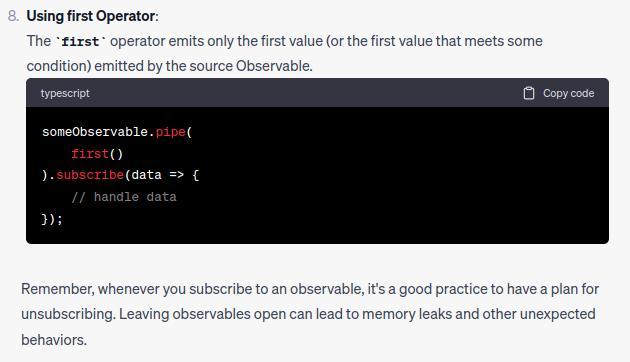 8. Using first Operator:
The `first` operator emits only the first value (or the first value that meets some
condition) emitted by the source Observable.
typescript Copy code
someObservable.pipe(
    first()
).subscribe(data => {
    // handle data
});
Remember, whenever you subscribe to an observable, it's a good practice to have a plan for
unsubscribing. Leaving observables open can lead to memory leaks and other unexpected
behaviors.